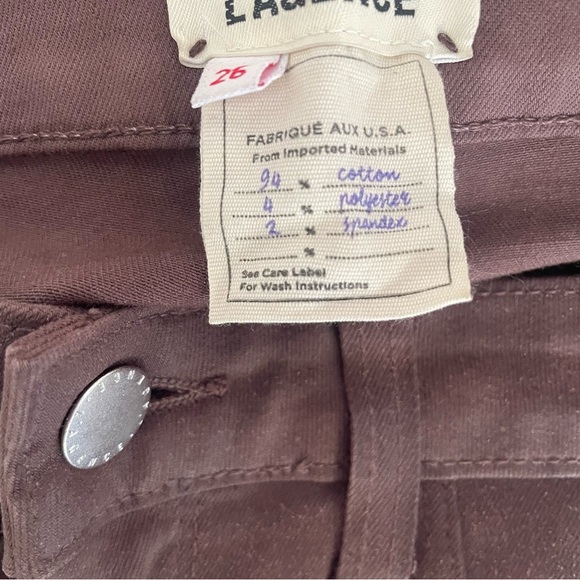 L'AGENCE
26
FABRIQUÉ AUX U.S.A.
From Imported Materials
94 % cotton
4 % polyester
2 % spandex
%
See Care Label
For Wash Instructions